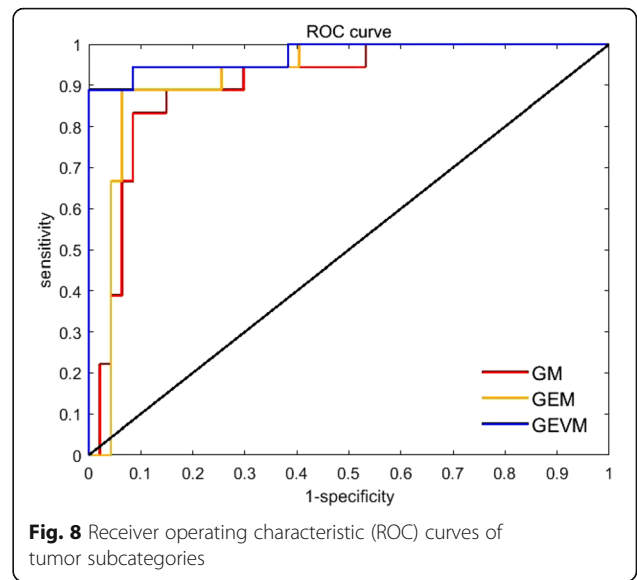 ROC curve
1
0.9
0.8
0.7
0.6
0.5
0.4
0.3
0.2
0.1
0
sensitivity
GM
GEM
GEVM
0 0.1 0.2 0.3 0.4 0.5 0.6 0.7 0.8 0.9 1
1-specificity
Fig. 8 Receiver operating characteristic (ROC) curves of
tumor subcategories